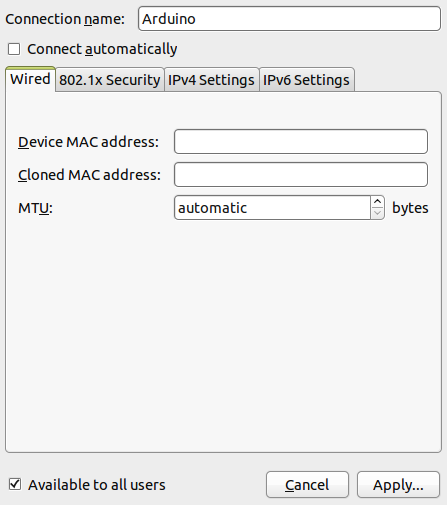 Connection name: Arduino
Connect automatically
Wired 802.1x Security IPv4 Settings IPv6 Settings
Device MAC address:
Cloned MAC address:
MTU: automatic bytes
Available to all users Cancel Apply...